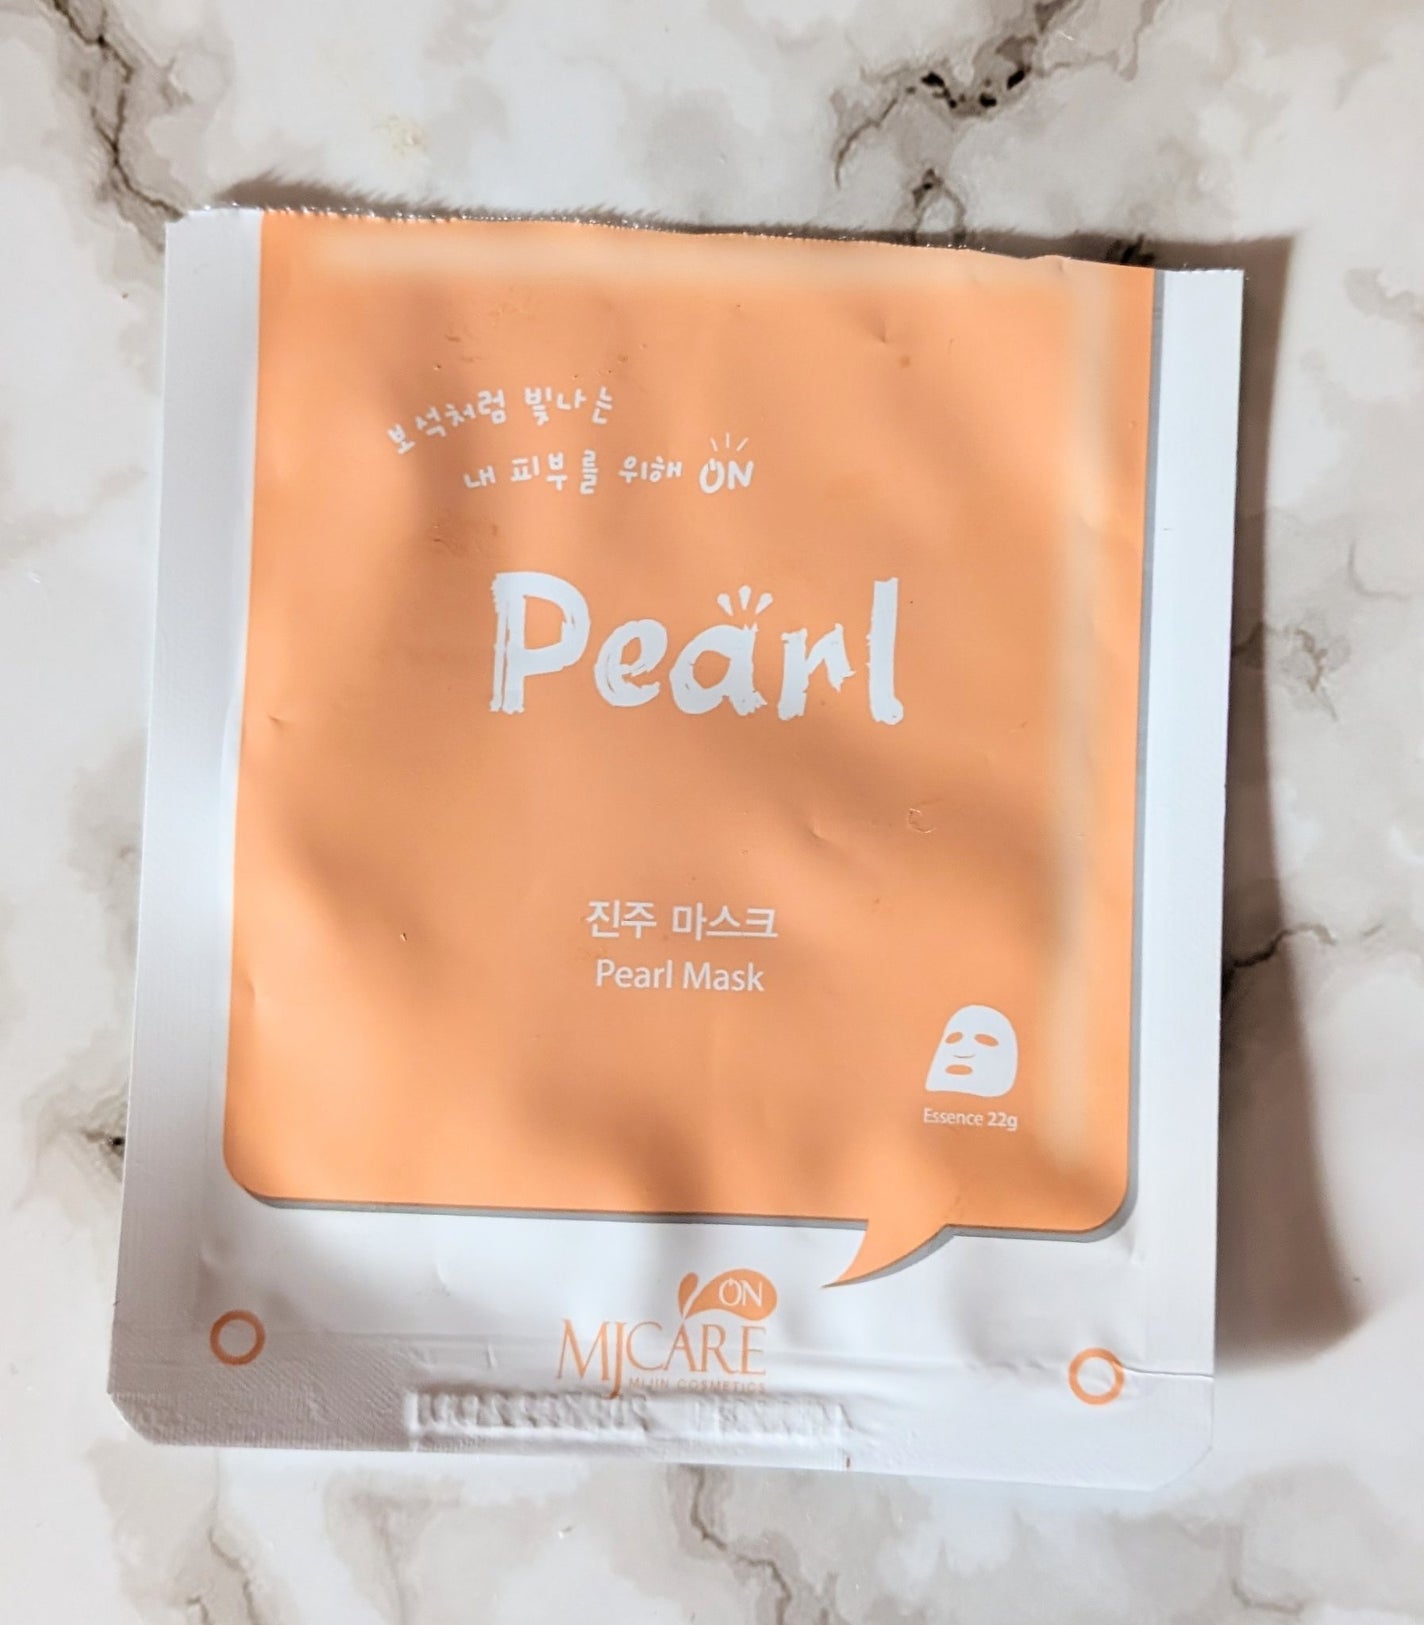 보석처럼 빛나는
내 피부를 위해 ON
Pearl
진주 마스크
Pearl Mask
Essence 22g
ON
MJCARE
MIJIN COSMETICS